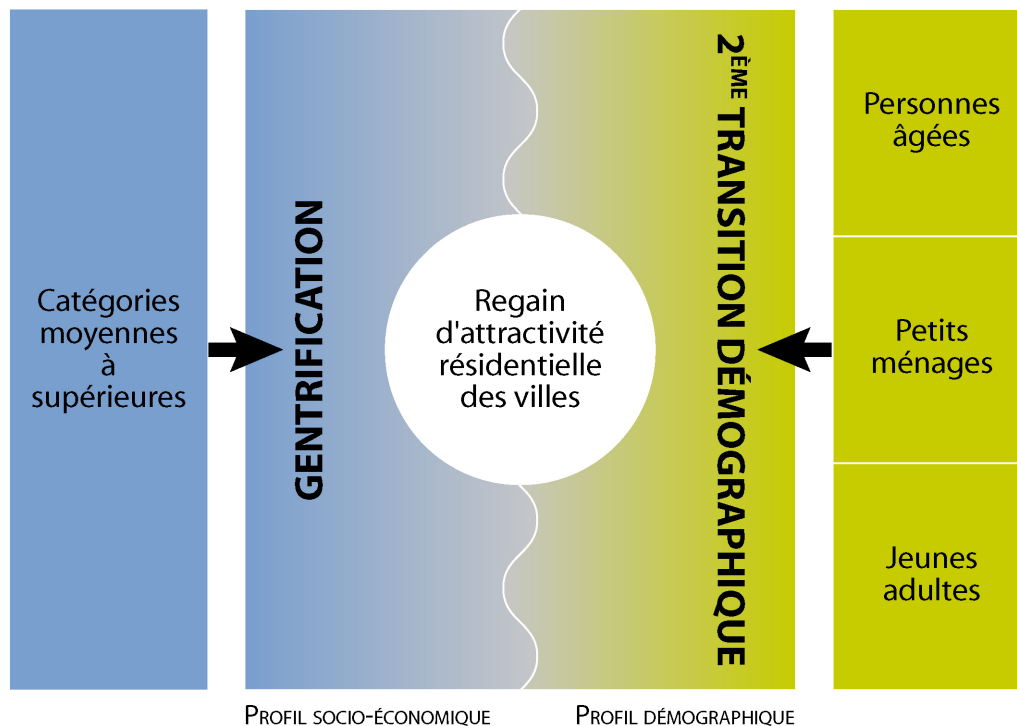 Catégories
moyennes
à
supérieures
GENTRIFICATION
Regain
d'attractivité
résidentielle
des villes
2ÈME TRANSITION DÉMOGRAPHIQUE
Personnes
âgées
Petits
ménages
Jeunes
adultes
PROFIL SOCIO-ÉCONOMIQUE
PROFIL DÉMOGRAPHIQUE